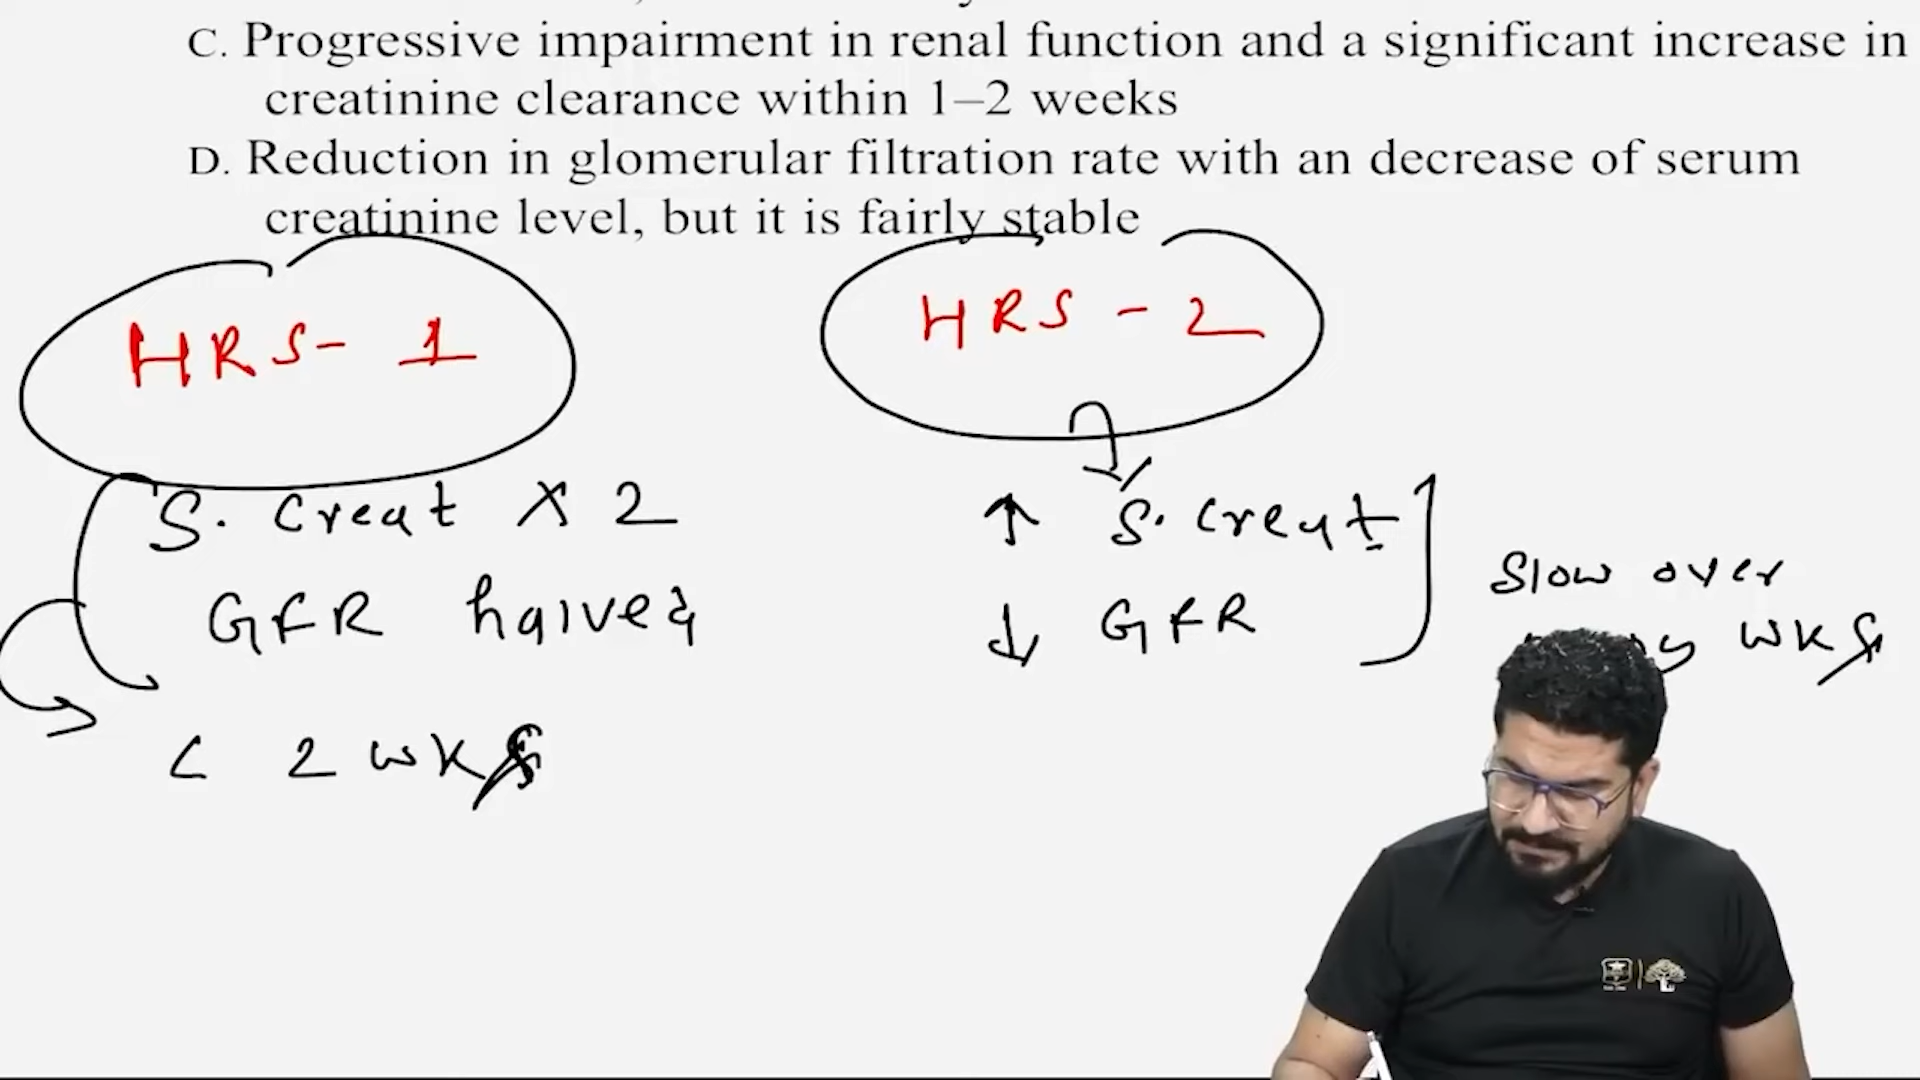 C. Progressive impairment in renal function and a significant increase in
creatinine clearance within 1–2 weeks
D. Reduction in glomerular filtration rate with an decrease of serum
creatinine level, but it is fairly stable
HRS- 1
S. Creat X 2
GFR halved
< 2 wks
HRS - 2
↑ S. Creat
↓ GFR
Slow over
wks